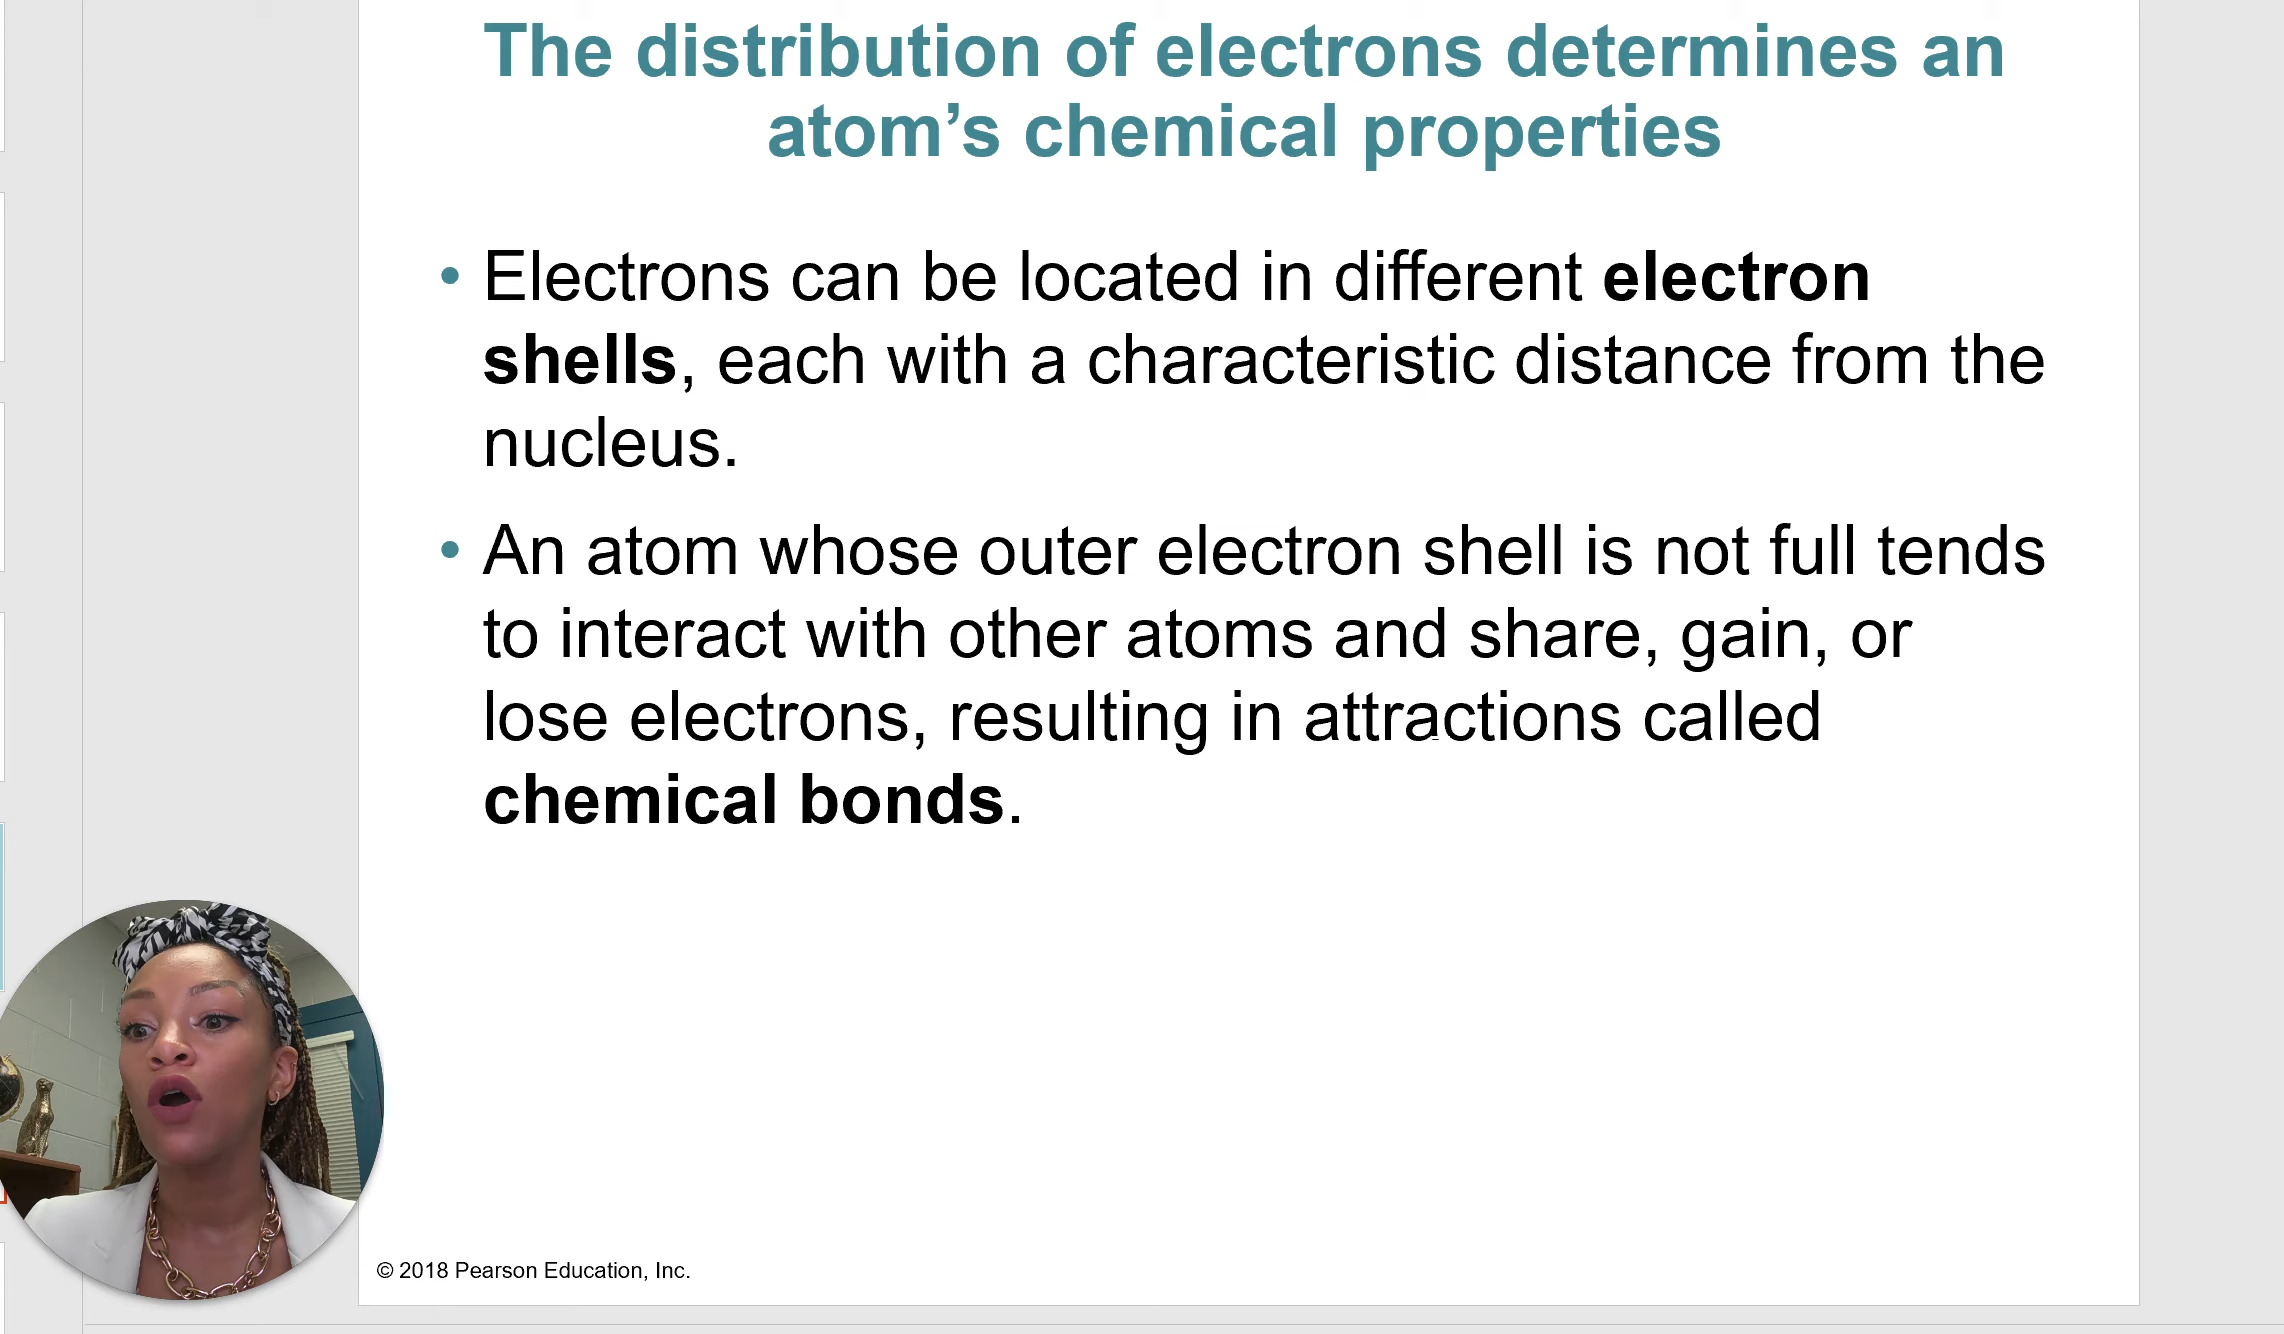 The distribution of electrons determines an
atom’s chemical properties
• Electrons can be located in different electron
shells, each with a characteristic distance from the
nucleus.
• An atom whose outer electron shell is not full tends
to interact with other atoms and share, gain, or
lose electrons, resulting in attractions called
chemical bonds.
© 2018 Pearson Education, Inc.